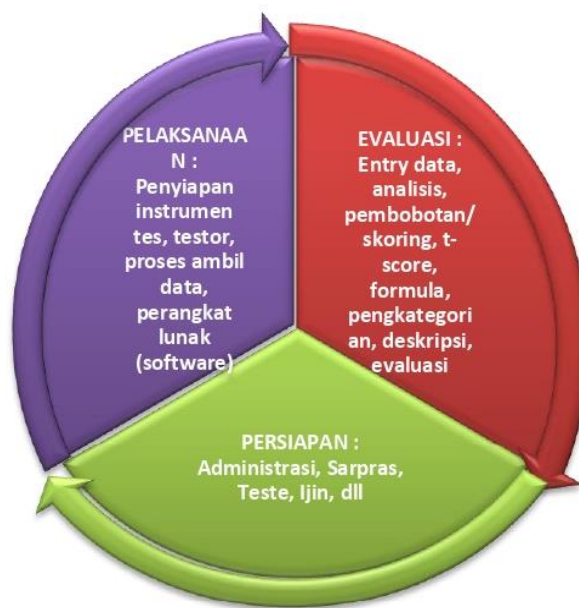 PELAKSANAA
N :
Penyiapan
instrumen
tes, testor,
proses ambil
data,
perangkat
lunak
(software)
EVALUASI :
Entry data,
analisis,
pembobotan/
skoring, t-
score,
formula,
pengkategori
an, deskripsi,
evaluasi
PERSIAPAN :
Administrasi, Sarpras,
Teste, Ijin, dll